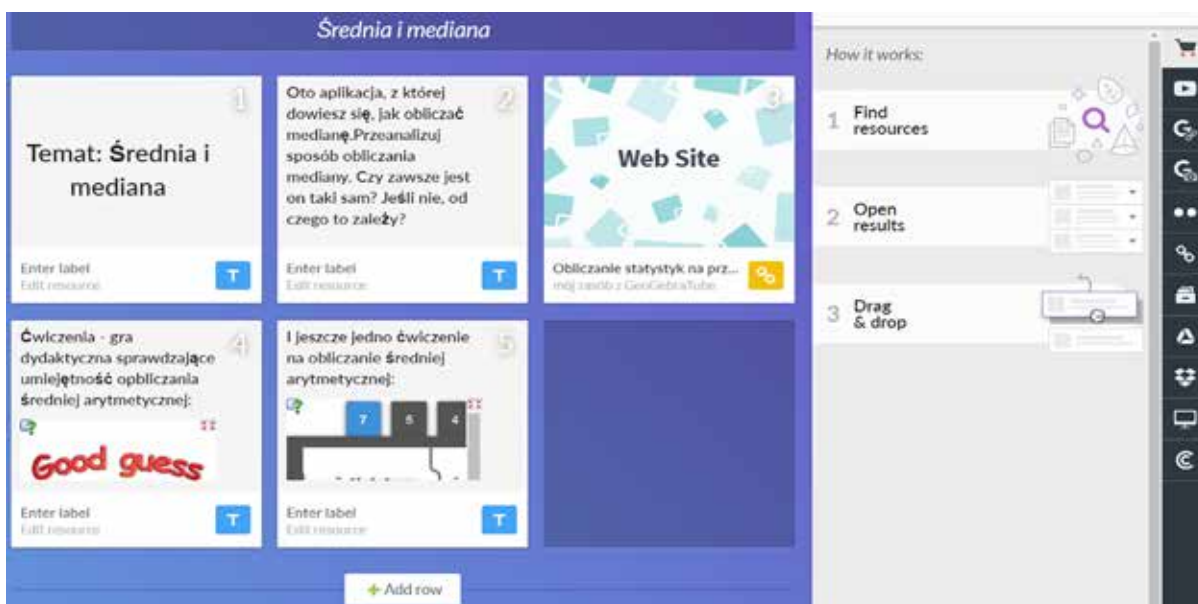 Średnia i mediana
1
Temat: Średnia i
mediana
Enter label
Edit resource
T
2
Oto aplikacja, z której
dowiesz się, jak obliczać
medianę.Przeanalizuj
sposób obliczania
mediany. Czy zawsze jest
on taki sam? Jeśli nie, od
czego to zależy?
Enter label
Edit resource
T
3
Web Site
Obliczanie statystyk na prz...
mój zasób z GeoGebraTube
4
Ćwiczenia - gra
dydaktyczna sprawdzające
umiejętność opbliczania
średniej arytmetycznej:
Good guess
Enter label
Edit resource
T
5
I jeszcze jedno ćwiczenie
na obliczanie średniej
arytmetycznej:
7 6 4
Enter label
Edit resource
T
+ Add row
How it works:
1 Find
resources
2 Open
results
3 Drag
& drop